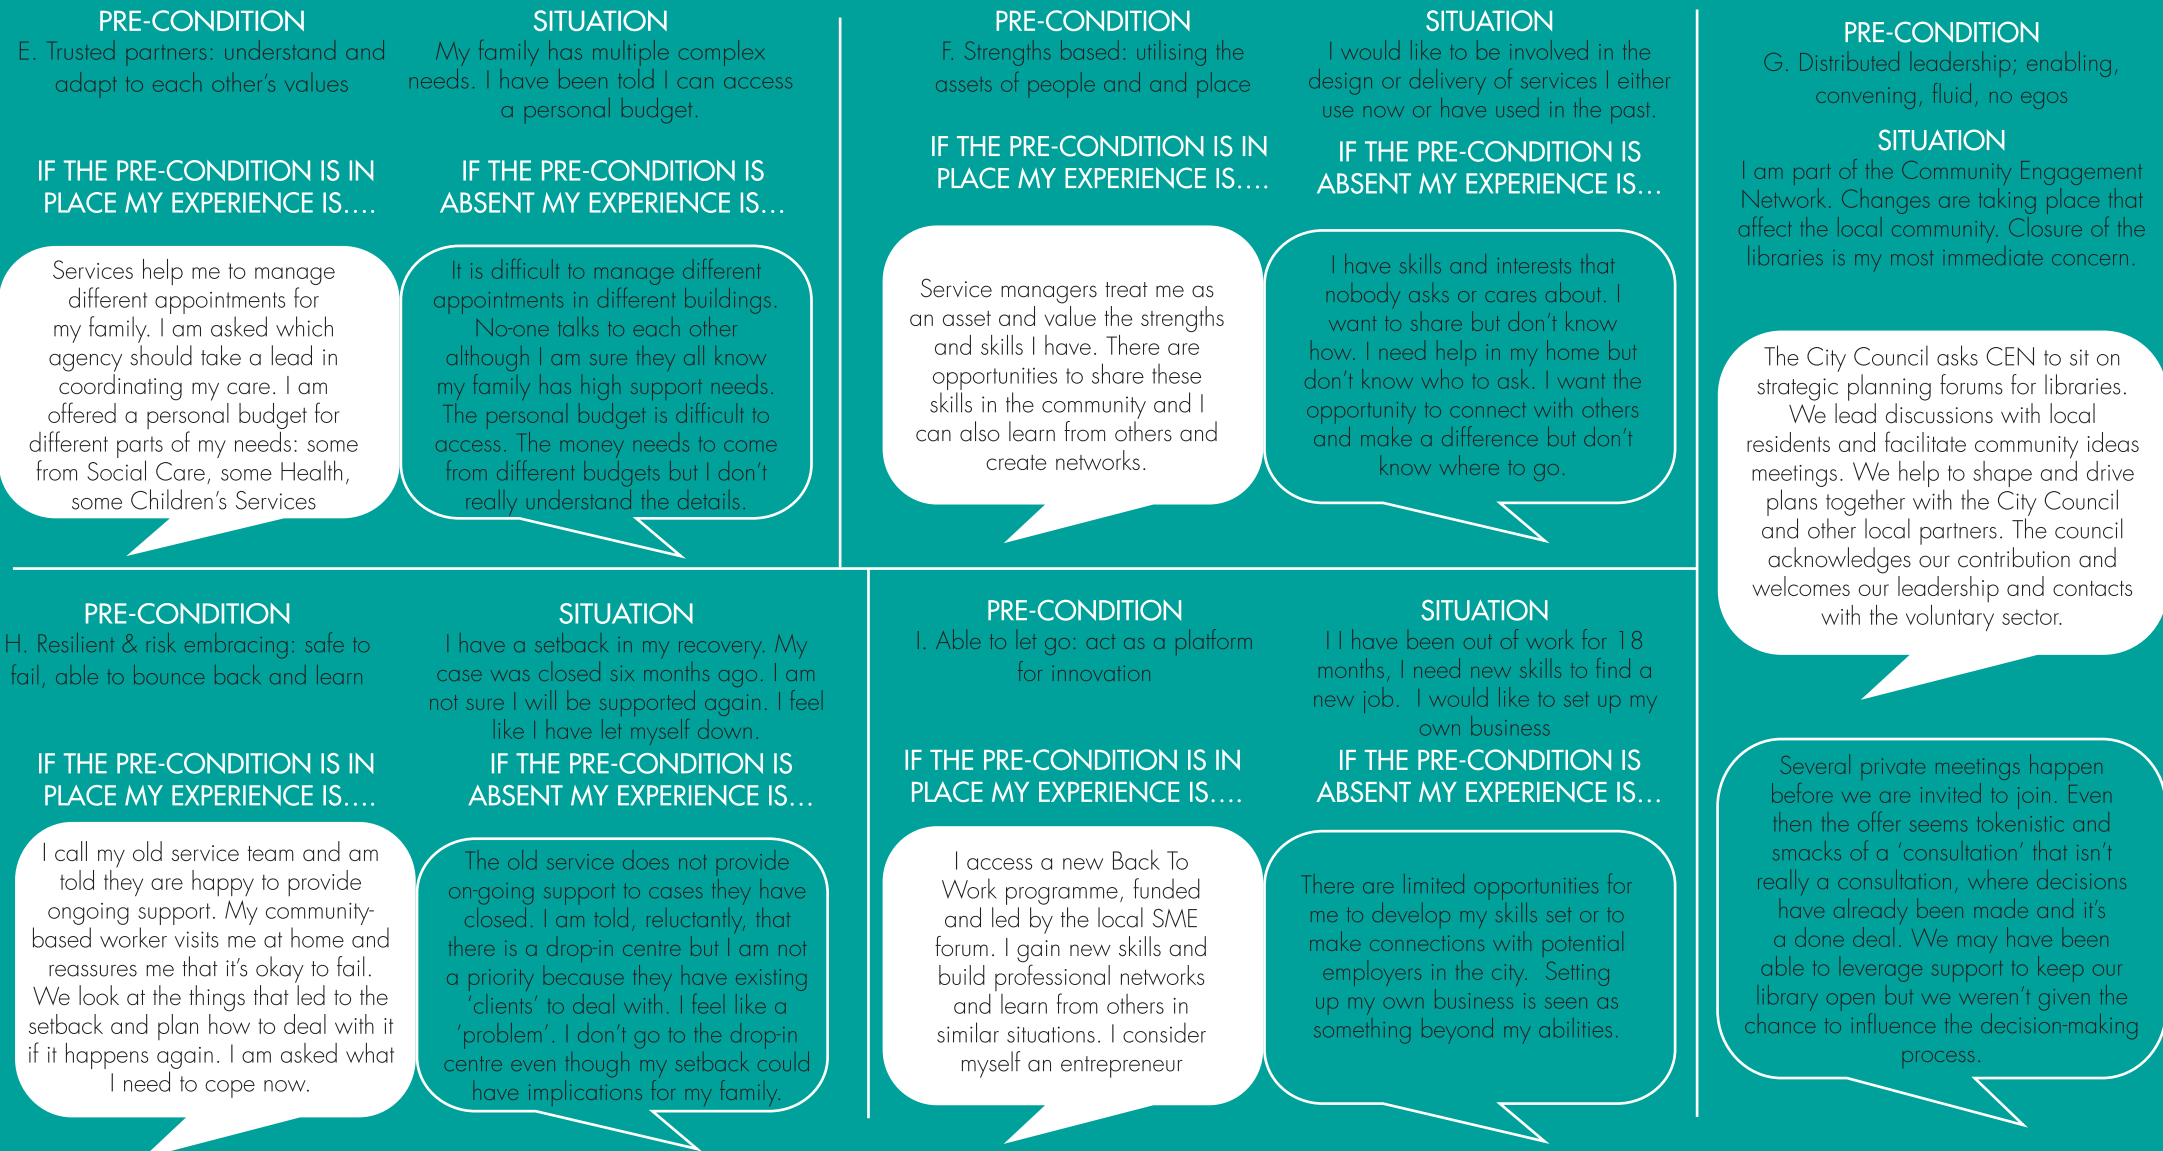 PRE-CONDITION
E. Trusted partners: understand and
adapt to each other's values
SITUATION
My family has multiple complex
needs. I have been told I can access
a personal budget.
IF THE PRE-CONDITION IS IN
PLACE MY EXPERIENCE IS....
Services help me to manage
different appointments for
my family. I am asked which
agency should take a lead in
coordinating my care. I am
offered a personal budget for
different parts of my needs: some
from Social Care, some Health,
some Children's Services
IF THE PRE-CONDITION IS
ABSENT MY EXPERIENCE IS...
It is difficult to manage different
appointments in different buildings.
No-one talks to each other
although I am sure they all know
my family has high support needs.
The personal budget is difficult to
access. The money needs to come
from different budgets but I don't
really understand the details.
PRE-CONDITION
F. Strengths based: utilising the
assets of people and and place
SITUATION
I would like to be involved in the
design or delivery of services I either
use now or have used in the past.
IF THE PRE-CONDITION IS IN
PLACE MY EXPERIENCE IS....
Service managers treat me as
an asset and value the strengths
and skills I have. There are
opportunities to share these
skills in the community and I
can also learn from others and
create networks.
IF THE PRE-CONDITION IS
ABSENT MY EXPERIENCE IS...
I have skills and interests that
nobody asks or cares about. I
want to share but don't know
how. I need help in my home but
don't know who to ask. I want the
opportunity to connect with others
and make a difference but don't
know where to go.
PRE-CONDITION
G. Distributed leadership; enabling,
convening, fluid, no egos
SITUATION
I am part of the Community Engagement
Network. Changes are taking place that
affect the local community. Closure of the
libraries is my most immediate concern.
The City Council asks CEN to sit on
strategic planning forums for libraries.
We lead discussions with local
residents and facilitate community ideas
meetings. We help to shape and drive
plans together with the City Council
and other local partners. The council
acknowledges our contribution and
welcomes our leadership and contacts
with the voluntary sector.
Several private meetings happen
before we are invited to join. Even
then the offer seems tokenistic and
smacks of a 'consultation' that isn't
really a consultation, where decisions
have already been made and it's
a done deal. We may have been
able to leverage support to keep our
library open but we weren't given the
chance to influence the decision-making
process.
PRE-CONDITION
H. Resilient & risk embracing: safe to
fail, able to bounce back and learn
SITUATION
I have a setback in my recovery. My
case was closed six months ago. I am
not sure I will be supported again. I feel
like I have let myself down.
IF THE PRE-CONDITION IS IN
PLACE MY EXPERIENCE IS....
I call my old service team and am
told they are happy to provide
ongoing support. My community-
based worker visits me at home and
reassures me that it's okay to fail.
We look at the things that led to the
setback and plan how to deal with it
if it happens again. I am asked what
I need to cope now.
IF THE PRE-CONDITION IS
ABSENT MY EXPERIENCE IS...
The old service does not provide
on-going support to cases they have
closed. I am told, reluctantly, that
there is a drop-in centre but I am not
a priority because they have existing
'clients' to deal with. I feel like a
'problem'. I don't go to the drop-in
centre even though my setback could
have implications for my family.
PRE-CONDITION
I. Able to let go: act as a platform
for innovation
SITUATION
I I have been out of work for 18
months, I need new skills to find a
new job. I would like to set up my
own business
IF THE PRE-CONDITION IS IN
PLACE MY EXPERIENCE IS....
I access a new Back To
Work programme, funded
and led by the local SME
forum. I gain new skills and
build professional networks
and learn from others in
similar situations. I consider
myself an entrepreneur
IF THE PRE-CONDITION IS
ABSENT MY EXPERIENCE IS...
There are limited opportunities for
me to develop my skills set or to
make connections with potential
employers in the city. Setting
up my own business is seen as
something beyond my abilities.